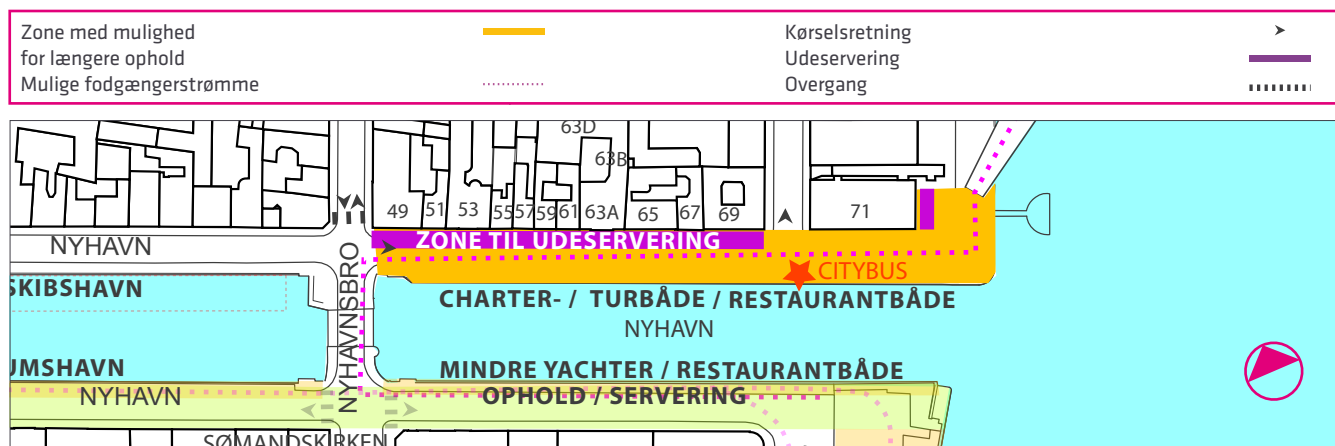 Zone med mulighed
for længere ophold
Mulige fodgængerstrømme
Kørselsretning
Udeservering
Overgang
63D
63B
49
51
53
55
57
59
61
63A
65
67
69
71
NYHAVN
ZONE TIL UDESERVERING
CITYBUS
SKIBSHAVN
NYHAVNSBRO
CHARTER- / TURBÅDE / RESTAURANTBÅDE
NYHAVN
UMSHAVN
MINDRE YACHTER / RESTAURANTBÅDE
NYHAVN
OPHOLD / SERVERING
SØMANDSKIRKEN